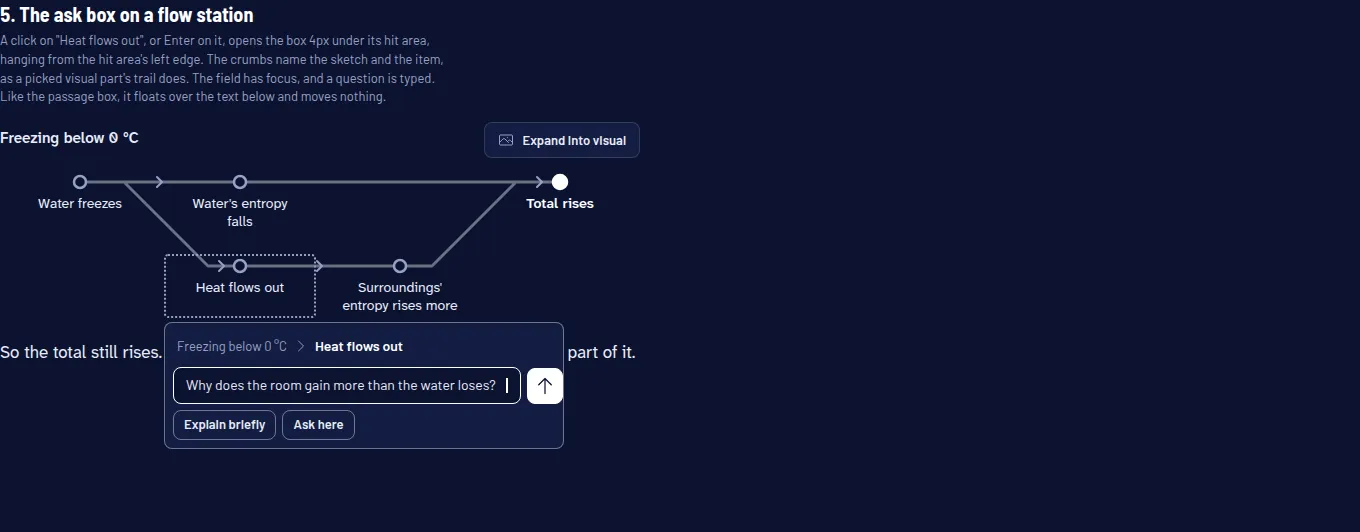 5. The ask box on a flow station
A click on "Heat flows out", or Enter on it, opens the box 4px under its hit area,
hanging from the hit area's left edge. The crumbs name the sketch and the item,
as a picked visual part's trail does. The field has focus, and a question is typed.
Like the passage box, it floats over the text below and moves nothing.
Freezing below 0 °C
Expand into visual
Water freezes
Water's entropy
falls
Total rises
Heat flows out
Surroundings'
entropy rises more
So the total still rises.
part of it.
Freezing below 0 °C
Heat flows out
Why does the room gain more than the water loses?
Explain briefly
Ask here